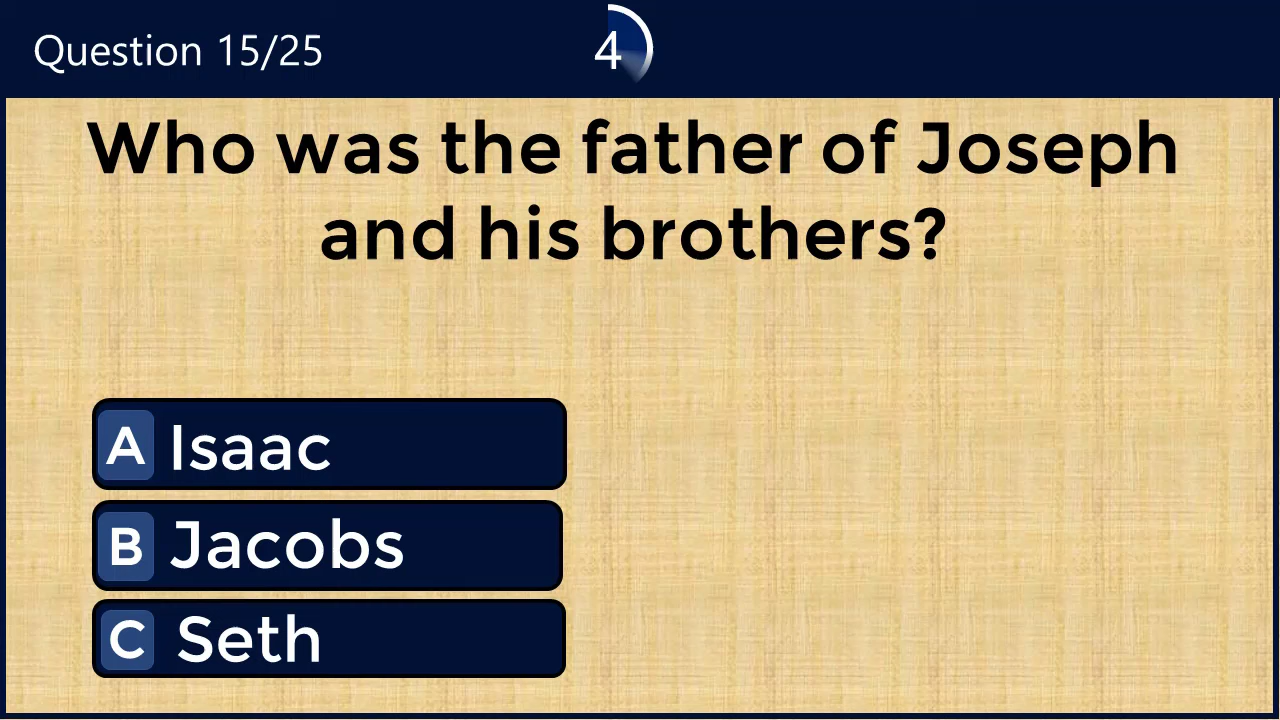 Question 15/25
4
Who was the father of Joseph
and his brothers?
A Isaac
B Jacobs
C Seth